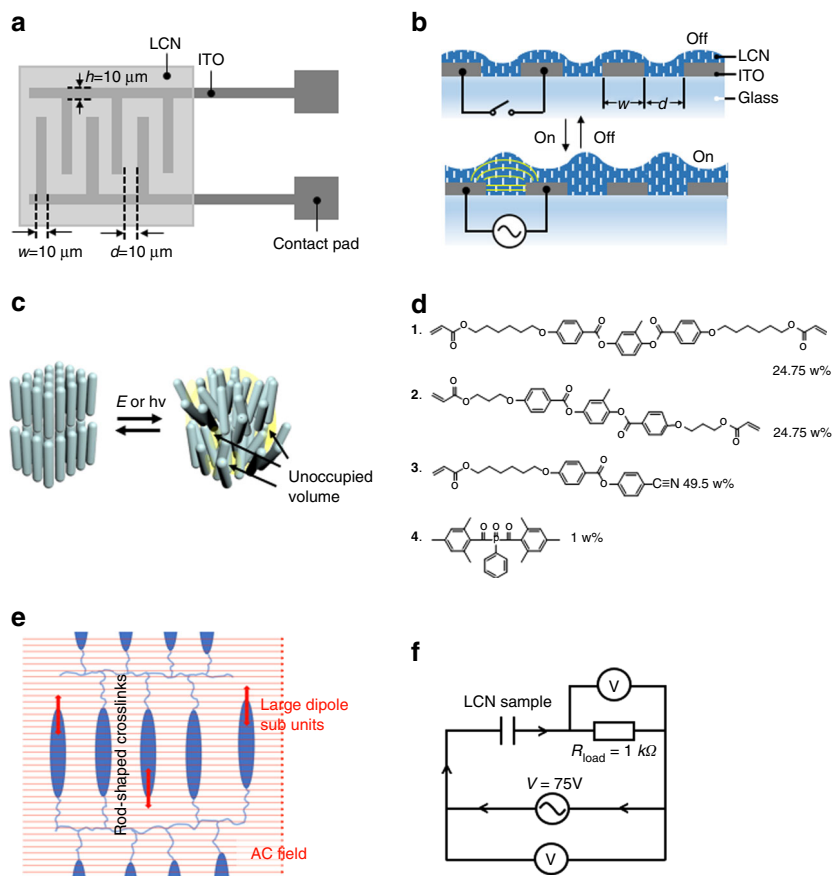 a
LCN
ITO
h=10 μm
w=10 μm
d=10 μm
Contact pad
b
Off
LCN
ITO
Glass
w
d
On
Off
On
c
E or hv
Unoccupied
volume
d
1.
O
O
O
O
O
O
O
O
O
O
24.75 w%
2.
O
O
O
O
O
O
O
O
O
O
24.75 w%
3.
O
O
O
O
O
C≡N 49.5 w%
4.
O O O
P
1 w%
e
Large dipole
sub units
Rod-shaped crosslinks
AC field
f
V
LCN sample
Rload = 1 kΩ
V = 75V
V